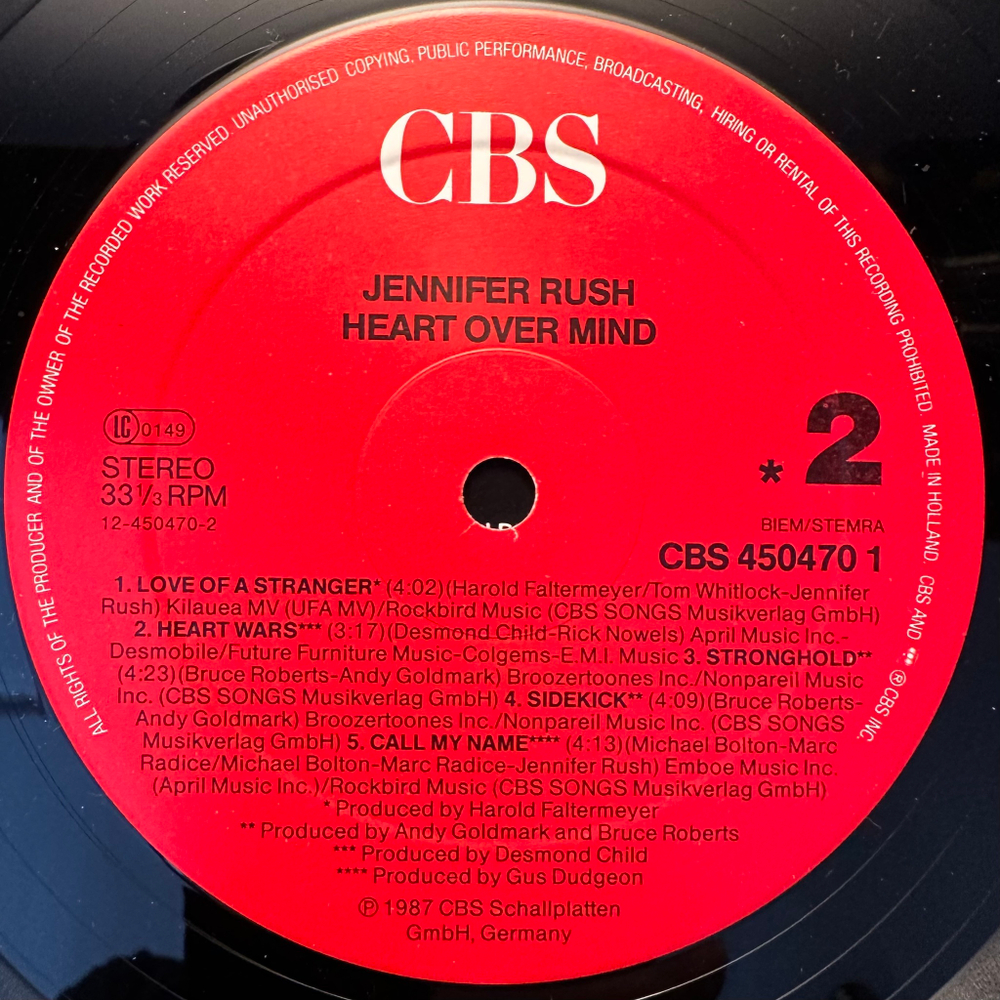 ALL RIGHTS OF THE PRODUCER AND OF THE OWNER OF THE RECORDED WORK RESERVED. UNAUTHORISED COPYING, PUBLIC PERFORMANCE, BROADCASTING, HIRING OR RENTAL OF THIS RECORDING PROHIBITED. MADE IN HOLLAND. CBS AND ® CBS INC.
CBS
JENNIFER RUSH
HEART OVER MIND
LC 0149
STEREO
33 1/3 RPM
12-450470-2
* 2
BIEM/STEMRA
CBS 450470 1
1. LOVE OF A STRANGER* (4:02)(Harold Faltermeyer/Tom Whitlock-Jennifer
Rush) Kilauea MV (UFA MV)/Rockbird Music (CBS SONGS Musikverlag GmbH)
2. HEART WARS*** (3:17)(Desmond Child-Rick Nowels) April Music Inc.-
Desmobile/Future Furniture Music-Colgems-E.M.I. Music 3. STRONGHOLD**
(4:23)(Bruce Roberts-Andy Goldmark) Broozertoones Inc./Nonpareil Music
Inc. (CBS SONGS Musikverlag GmbH) 4. SIDEKICK** (4:09)(Bruce Roberts-
Andy Goldmark) Broozertoones Inc./Nonpareil Music Inc. (CBS SONGS
Musikverlag GmbH) 5. CALL MY NAME**** (4:13)(Michael Bolton-Marc
Radice/Michael Bolton-Marc Radice-Jennifer Rush) Emboe Music Inc.
(April Music Inc.)/Rockbird Music (CBS SONGS Musikverlag GmbH)
* Produced by Harold Faltermeyer
** Produced by Andy Goldmark and Bruce Roberts
*** Produced by Desmond Child
**** Produced by Gus Dudgeon
℗ 1987 CBS Schallplatten
GmbH, Germany